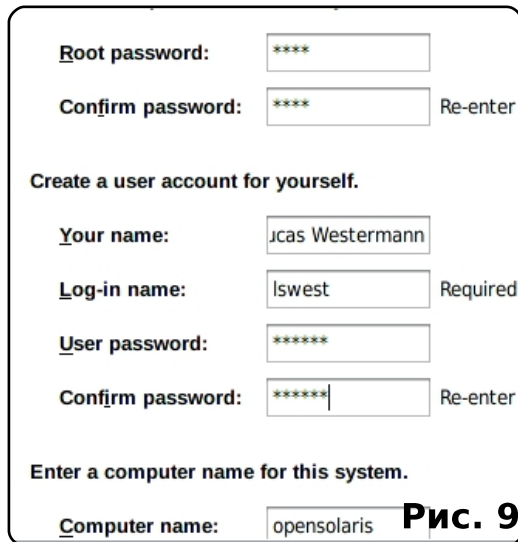 Root password: ****
Confirm password: **** Re-enter
Create a user account for yourself.
Your name: Westermann
Log-in name: lswest Required
User password: ******
Confirm password: ****** Re-enter
Enter a computer name for this system.
Computer name: opensolaris
Рис. 9